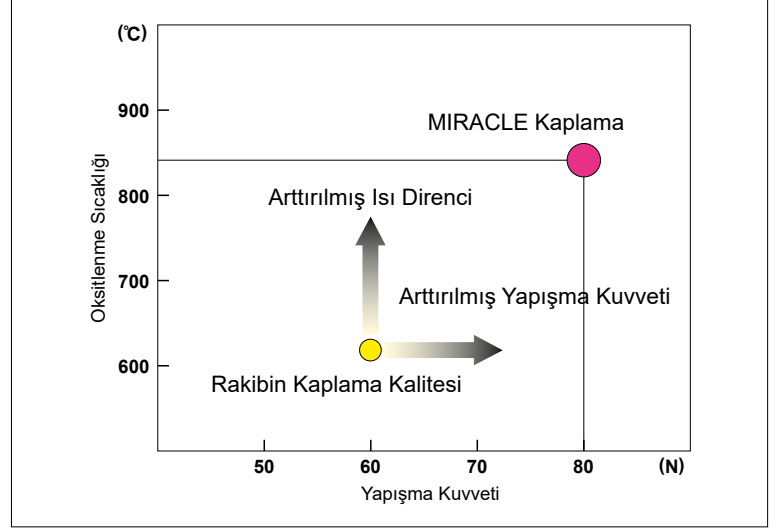 (℃)
900
MIRACLE Kaplama
800
Arttırılmış Isı Direnci
Oksitlenme Sıcaklığı
700
Arttırılmış Yapışma Kuvveti
600
Rakibin Kaplama Kalitesi
50 60 70 80 (N)
Yapışma Kuvveti